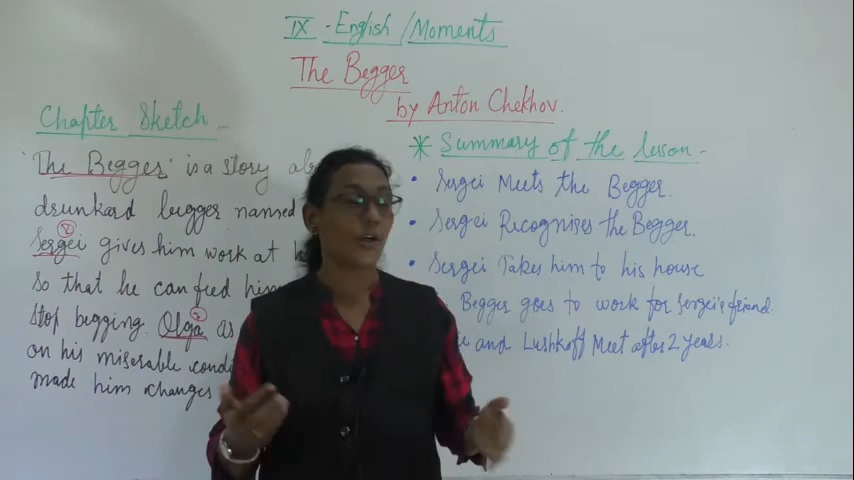 IX - English / Moments
The Begger
by Anton Chekhov.
Chapter Sketch -
'The Begger' is a story
drunkard begger named
Sergei gives him work at
so that he can feed him
stop begging. Olga as
on his miserable
made him changes
* Summary of the lesson -
• Sergei Meets the Begger.
• Sergei Recognises the Begger.
• Sergei Takes him to his house
Begger goes to work for Sergei's friend.
and Lushkoff Meet after 2 years.